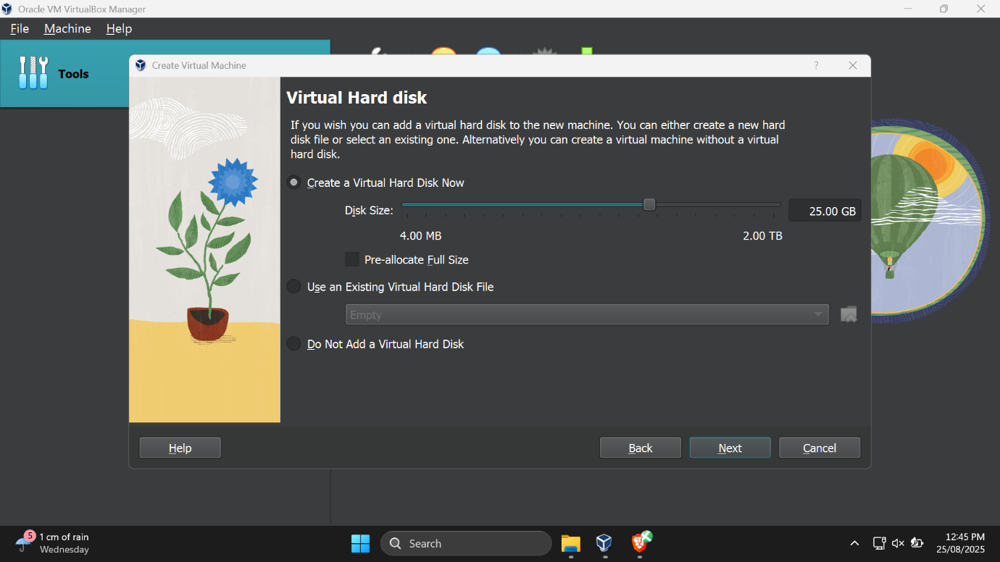 Oracle VM VirtualBox Manager
File Machine Help
Tools
Create Virtual Machine
?
Virtual Hard disk
If you wish you can add a virtual hard disk to the new machine. You can either create a new hard
disk file or select an existing one. Alternatively you can create a virtual machine without a virtual
hard disk.
Create a Virtual Hard Disk Now
Disk Size:
25.00 GB
4.00 MB
2.00 TB
Pre-allocate Full Size
Use an Existing Virtual Hard Disk File
Empty
Do Not Add a Virtual Hard Disk
Help
Back
Next
Cancel
5
1 cm of rain
Wednesday
Search
12:45 PM
25/08/2025